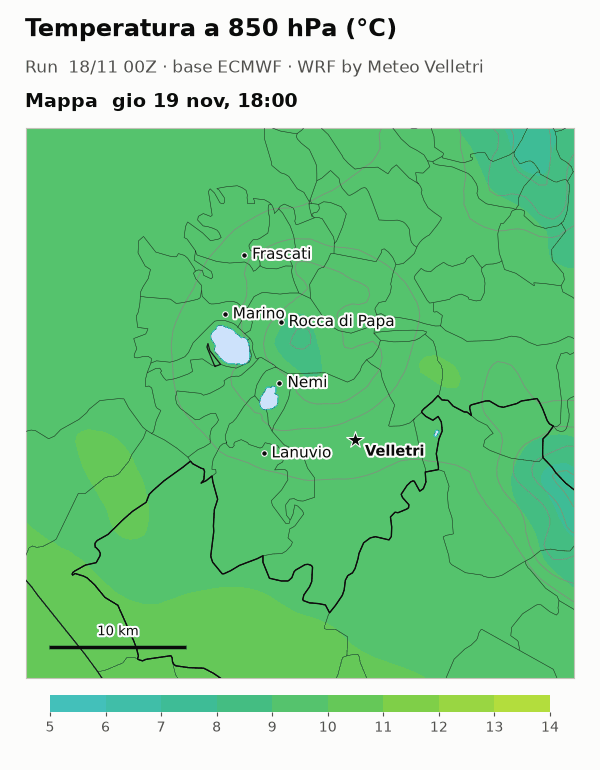 Temperatura a 850 hPa (°C)
Run  18/11 00Z · base ECMWF · WRF by Meteo Velletri
Mappa  gio 19 nov, 18:00
Frascati
Marino
Rocca di Papa
Nemi
Velletri
Lanuvio
10 km
5 6 7 8 9 10 11 12 13 14